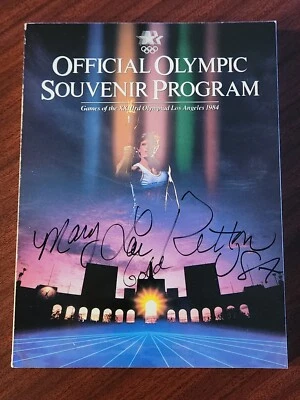 OFFICIAL OLYMPIC
SOUVENIR PROGRAM
Games of the XXIIIrd Olympiad Los Angeles 1984
Mary Lou Retton
Gold USA